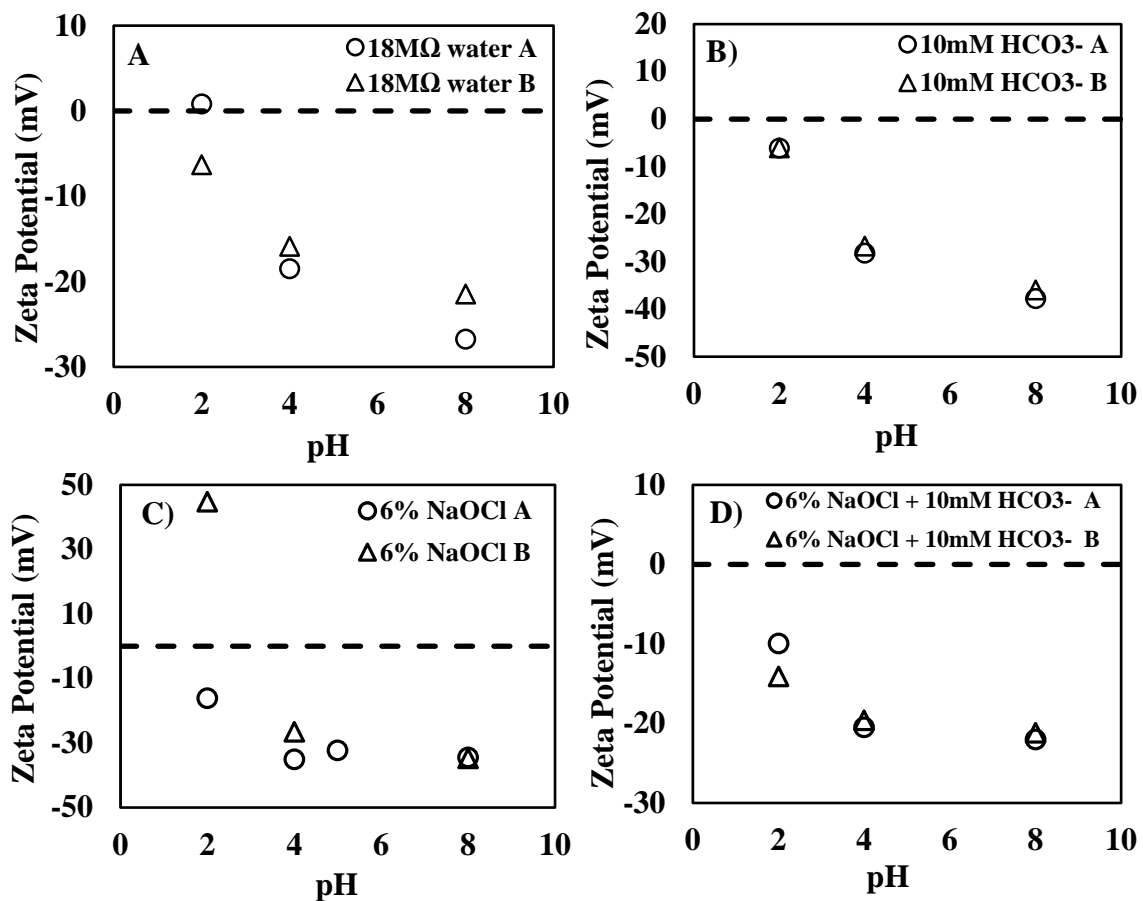 A
18MΩ water A
18MΩ water B
Zeta Potential (mV)
10
0
-10
-20
-30
0 2 4 6 8 10
pH
B)
10mM HCO3- A
10mM HCO3- B
Zeta Potential (mV)
20
10
0
-10
-20
-30
-40
-50
0 2 4 6 8 10
pH
C)
6% NaOCl A
6% NaOCl B
Zeta Potential (mV)
50
30
10
-10
-30
-50
0 2 4 6 8 10
pH
D)
6% NaOCl + 10mM HCO3- A
6% NaOCl + 10mM HCO3- B
Zeta Potential (mV)
10
0
-10
-20
-30
0 2 4 6 8 10
pH